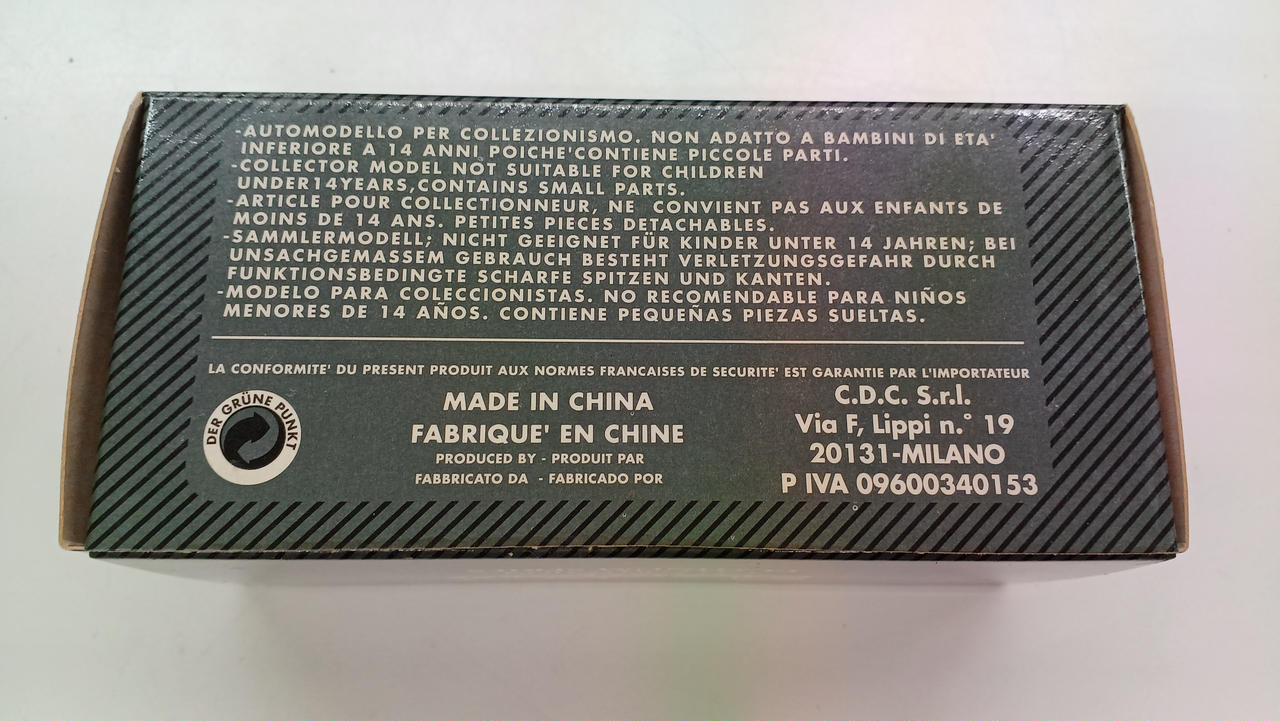 -AUTOMODELLO PER COLLEZIONISMO. NON ADATTO A BAMBINI DI ETA'
INFERIORE A 14 ANNI POICHE'CONTIENE PICCOLE PARTI.
-COLLECTOR MODEL NOT SUITABLE FOR CHILDREN
UNDER14YEARS,CONTAINS SMALL PARTS.
-ARTICLE POUR COLLECTIONNEUR, NE CONVIENT PAS AUX ENFANTS DE
MOINS DE 14 ANS. PETITES PIECES DETACHABLES.
-SAMMLERMODELL; NICHT GEEIGNET FÜR KINDER UNTER 14 JAHREN; BEI
UNSACHGEMASSEM GEBRAUCH BESTEHT VERLETZUNGSGEFAHR DURCH
FUNKTIONSBEDINGTE SCHARFE SPITZEN UND KANTEN.
-MODELO PARA COLECCIONISTAS. NO RECOMENDABLE PARA NIÑOS
MENORES DE 14 AÑOS. CONTIENE PEQUEÑAS PIEZAS SUELTAS.
LA CONFORMITE' DU PRESENT PRODUIT AUX NORMES FRANCAISES DE SECURITE' EST GARANTIE PAR L'IMPORTATEUR
DER GRÜNE PUNKT
MADE IN CHINA
FABRIQUE' EN CHINE
PRODUCED BY - PRODUIT PAR
FABBRICATO DA - FABRICADO POR
C.D.C. S.r.l.
Via F, Lippi n.° 19
20131-MILANO
P IVA 09600340153